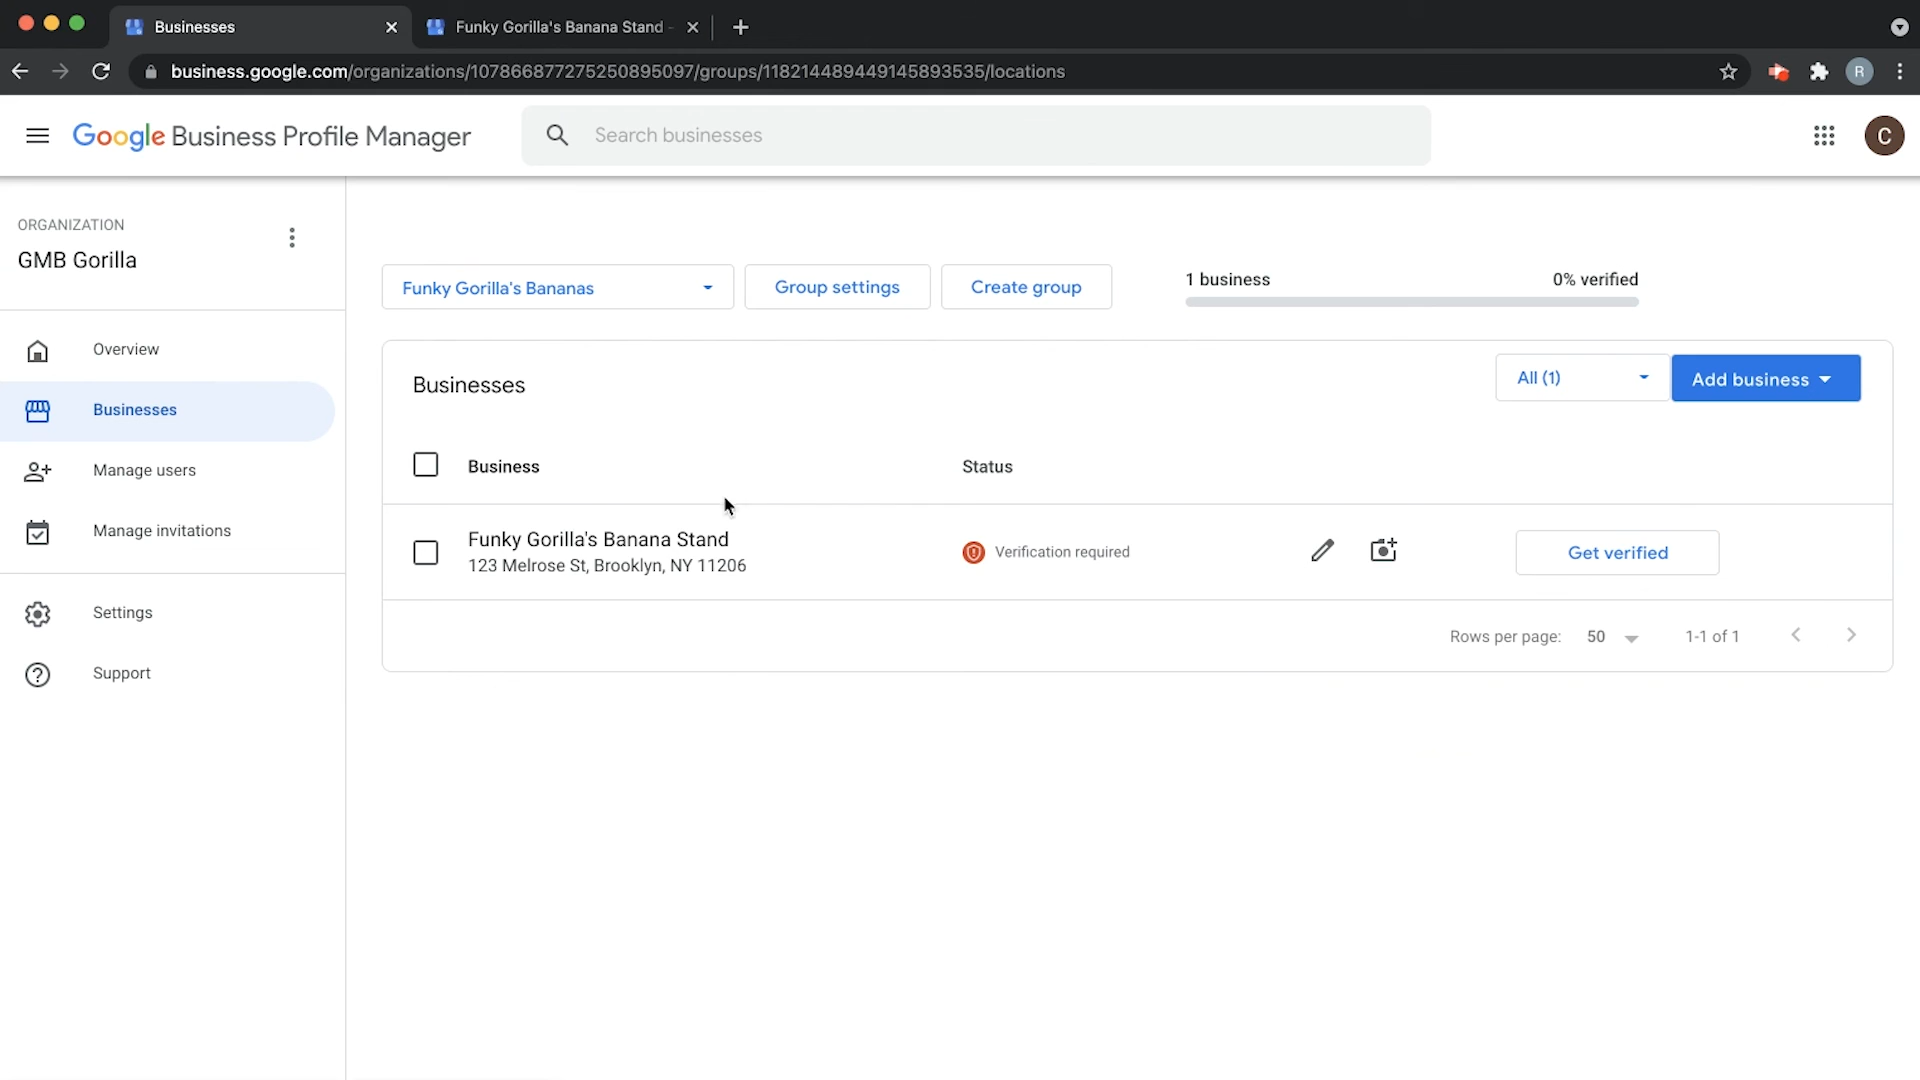 Businesses
Funky Gorilla's Banana Stand -
business.google.com/organizations/107866877275250895097/groups/118214489449145893535/locations
R
Google Business Profile Manager
Search businesses
C
ORGANIZATION
GMB Gorilla
Overview
Businesses
Manage users
Manage invitations
Settings
Support
Funky Gorilla's Bananas
Group settings
Create group
1 business
0% verified
Businesses
All (1)
Add business
Business
Status
Funky Gorilla's Banana Stand
123 Melrose St, Brooklyn, NY 11206
Verification required
Get verified
Rows per page: 50
1-1 of 1